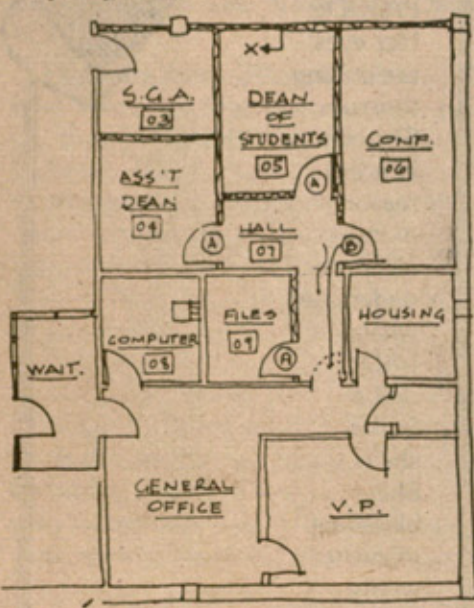 S.G.A.
03
X
DEAN
OF
STUDENTS
05
CONF.
06
ASS'T
DEAN
04
A
A
HALL
07
B
COMPUTER
08
FILES
09
A
HOUSING
WAIT.
GENERAL
OFFICE
V.P.